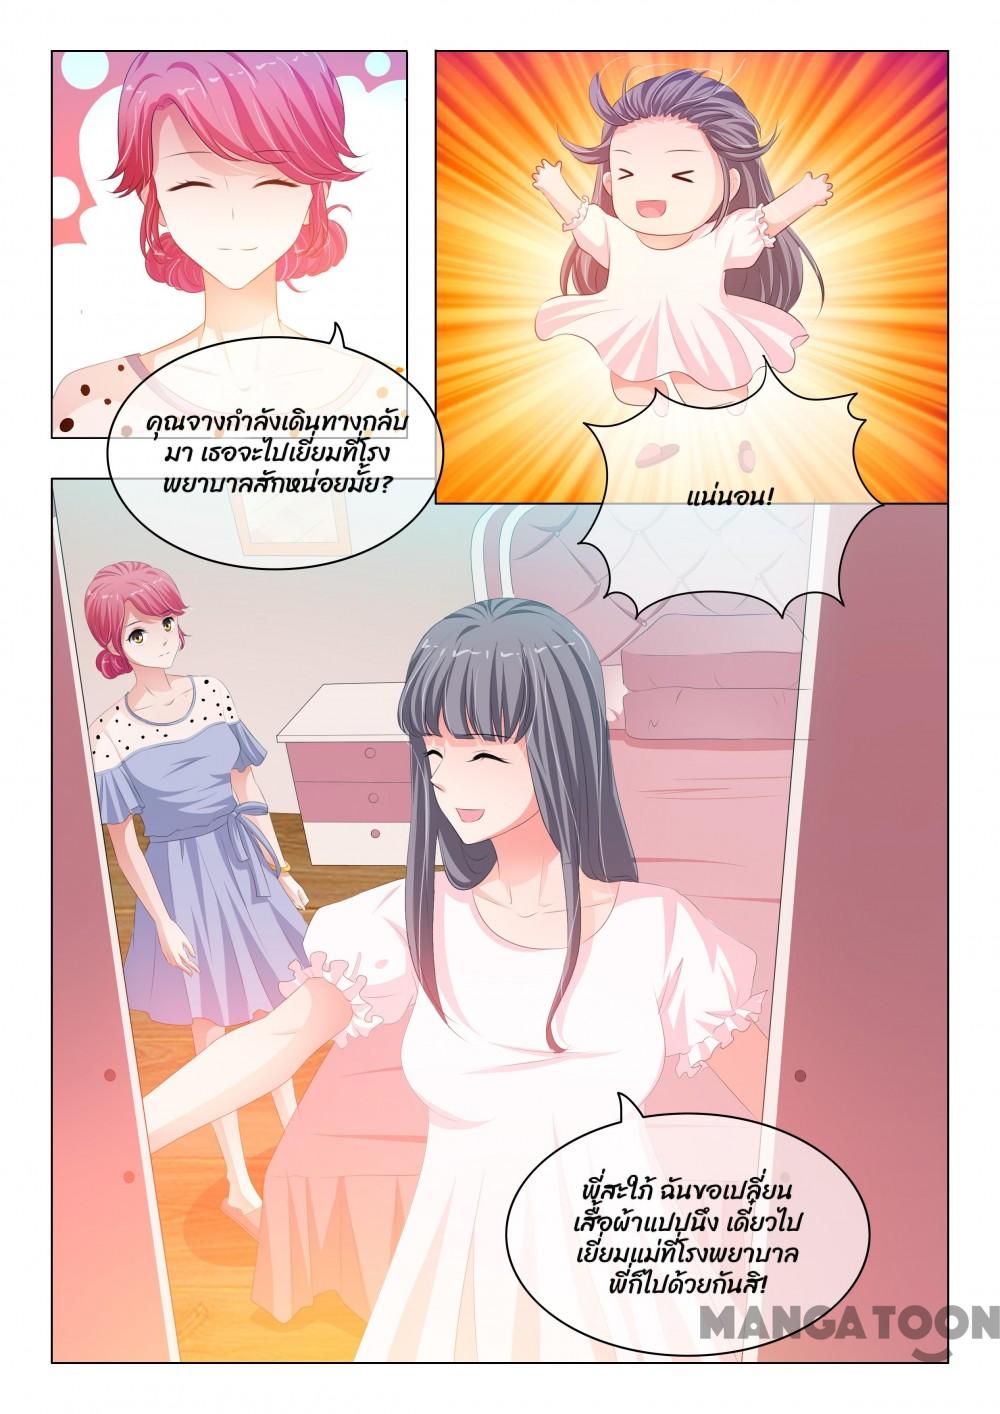 คุณจางกำลังเดินทางกลับ
มา เธอจะไปเยี่ยมที่โรง
พยาบาลสักหน่อยมั้ย?
แน่นอน!
พี่สะใภ้ ฉันขอเปลี่ยน
เสื้อผ้าแปปนึง เดี๋ยวไป
เยี่ยมแม่ที่โรงพยาบาล
พี่ก็ไปด้วยกันสิ!
MANGATOON